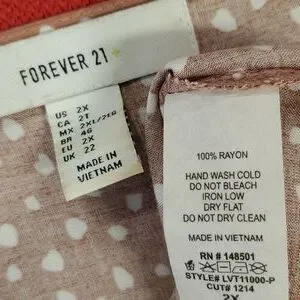 FOREVER 21
US 2X
CA 2T
MX 2XL/2EG
BR 46
EU 2X
UK 22
MADE IN
VIETNAM
100% RAYON
HAND WASH COLD
DO NOT BLEACH
IRON LOW
DRY FLAT
DO NOT DRY CLEAN
MADE IN VIETNAM
RN # 148501
STYLE# LVT11000-P
CUT# 1214
2X